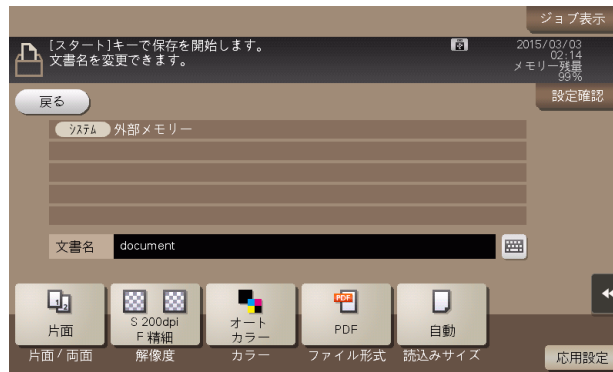 ジョブ表示
[スタート]キーで保存を開始します。
文書名を変更できます。
2015/03/03
02:14
メモリー残量
99%
戻る
設定確認
システム 外部メモリー
文書名 document
1 2
片面
S 200dpi
F 精細
オート
カラー
PDF
PDF
自動
片面/両面 解像度 カラー ファイル形式 読込みサイズ
応用設定